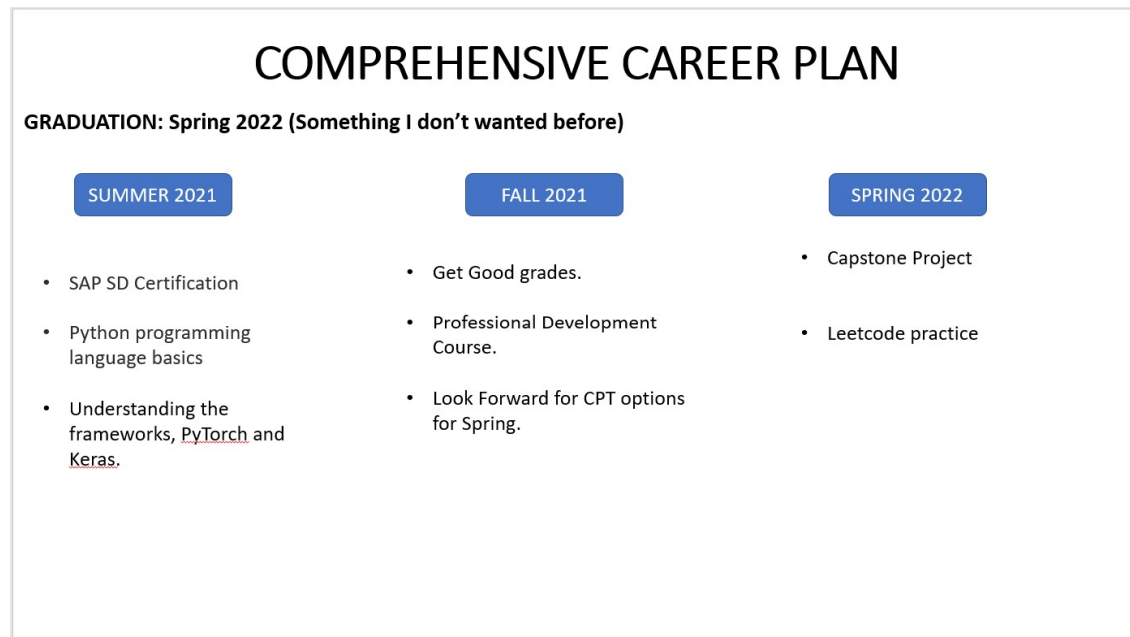 COMPREHENSIVE CAREER PLAN
GRADUATION: Spring 2022 (Something I don’t wanted before)
SUMMER 2021
• SAP SD Certification
• Python programming
language basics
• Understanding the
frameworks, PyTorch and
Keras.
FALL 2021
• Get Good grades.
• Professional Development
Course.
• Look Forward for CPT options
for Spring.
SPRING 2022
• Capstone Project
• Leetcode practice